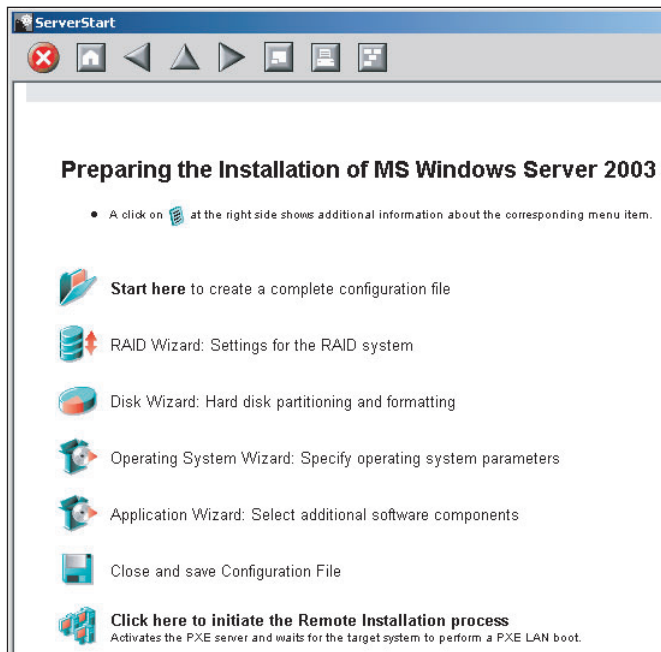 ServerStart
Preparing the Installation of MS Windows Server 2003
• A click on at the right side shows additional information about the corresponding menu item.
Start here to create a complete configuration file
RAID Wizard: Settings for the RAID system
Disk Wizard: Hard disk partitioning and formatting
Operating System Wizard: Specify operating system parameters
Application Wizard: Select additional software components
Close and save Configuration File
Click here to initiate the Remote Installation process
Activates the PXE server and waits for the target system to perform a PXE LAN boot.